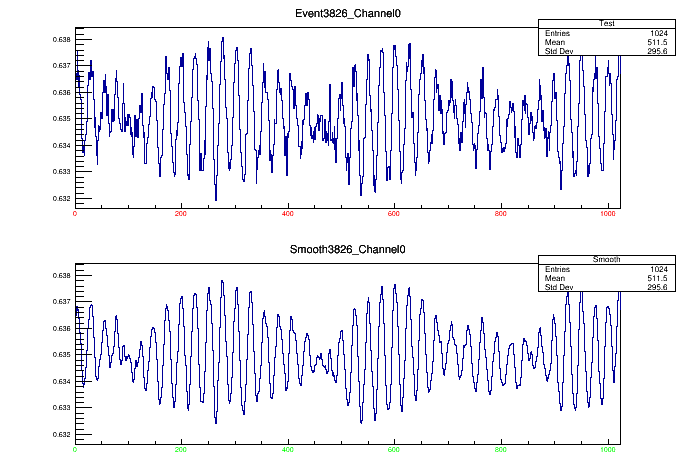 Event3826_Channel0
Test
Entries 1024
Mean 511.5
Std Dev 295.6
0.638
0.637
0.636
0.635
0.634
0.633
0.632
0 200 400 600 800 1000
Smooth3826_Channel0
Smooth
Entries 1024
Mean 511.5
Std Dev 295.6
0.638
0.637
0.636
0.635
0.634
0.633
0.632
0 200 400 600 800 1000